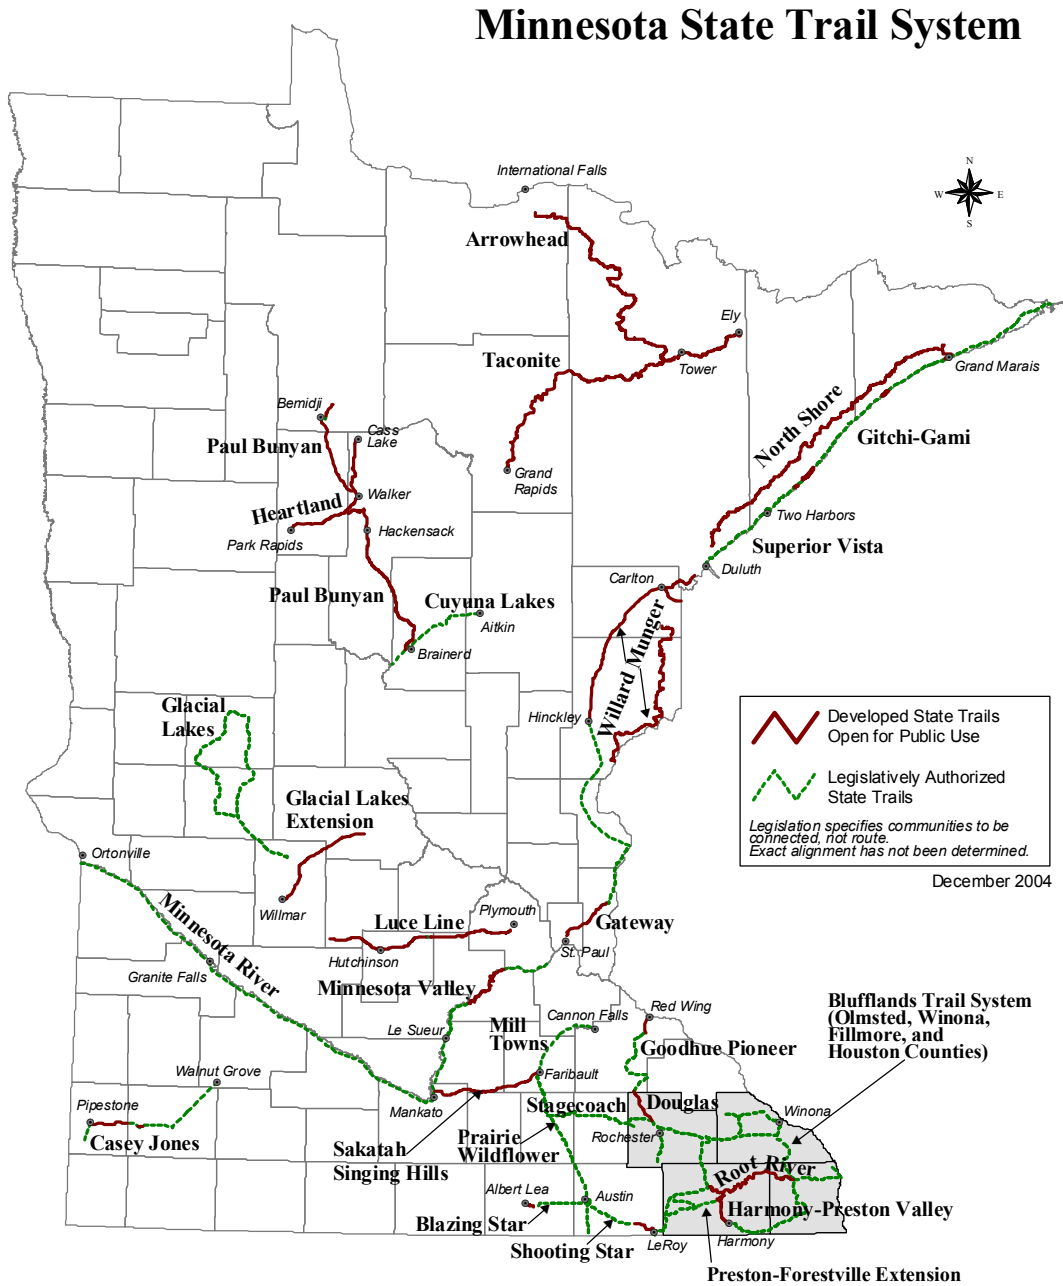 Minnesota State Trail System
International Falls
N
W
E
S
Arrowhead
Ely
Taconite
Tower
Grand Marais
Bemidji
Cass
Lake
North Shore
Gitchi-Gami
Paul Bunyan
Grand
Rapids
Heartland
Walker
Two Harbors
Park Rapids
Hackensack
Superior Vista
Duluth
Carlton
Paul Bunyan
Cuyuna Lakes
Aitkin
Brainerd
Willard Munger
Hinckley
Glacial
Lakes
Developed State Trails
Open for Public Use
Legislatively Authorized
State Trails
Legislation specifies communities to be
connected, not route.
Exact alignment has not been determined.
December 2004
Glacial Lakes
Extension
Ortonville
Willmar
Plymouth
Luce Line
Gateway
St. Paul
Hutchinson
Minnesota River
Granite Falls
Minnesota Valley
Blufflands Trail System
(Olmsted, Winona,
Fillmore, and
Houston Counties)
Red Wing
Cannon Falls
Mill
Towns
Le Sueur
Goodhue Pioneer
Walnut Grove
Faribault
Mankato
Pipestone
Stagecoach
Douglas
Winona
Casey Jones
Rochester
Sakatah
Singing Hills
Prairie
Wildflower
Root River
Albert Lea
Austin
Blazing Star
Harmony-Preston Valley
Shooting Star
LeRoy
Harmony
Preston-Forestville Extension